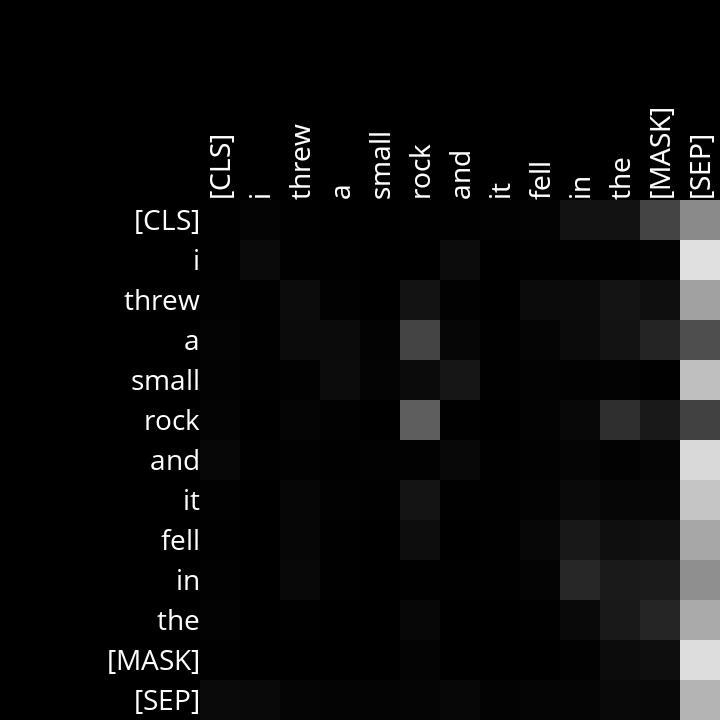 [CLS] i threw a small rock and it fell in the [MASK] [SEP]
[CLS]
i
threw
a
small
rock
and
it
fell
in
the
[MASK]
[SEP]